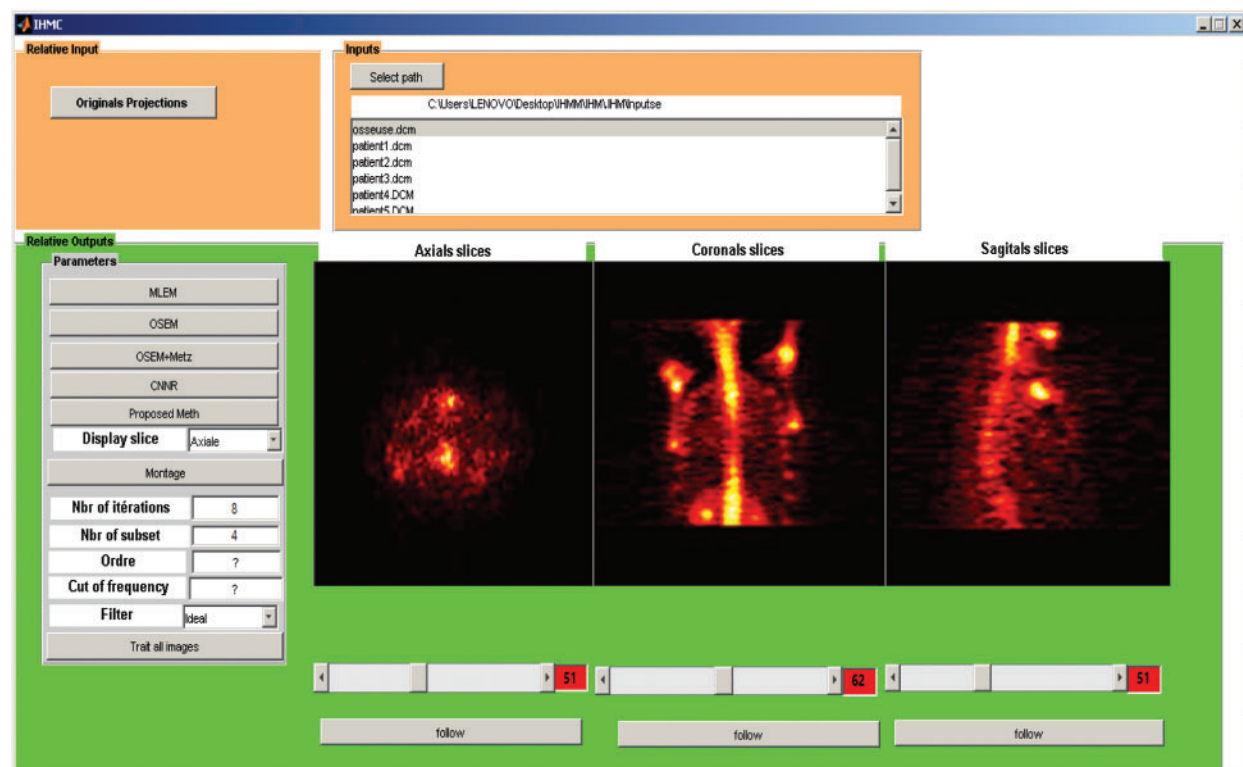 IHMC
Relative Input
Originals Projections
Inputs
Select path
C:\Users\LENOVO\Desktop\IHMM\IHM\JHM\Inputse
osseuse.dcm
patient1.dcm
patient2.dcm
patient3.dcm
patient4.DCM
patient5.DCM
Relative Outputs
Parameters
MLEM
OSEM
OSEM+Metz
CNNR
Proposed Meth
Display slice Axiale
Montage
Nbr of itérations 8
Nbr of subset 4
Ordre ?
Cut of frequency ?
Filter Ideal
Trait all images
Axials slices
Coronals slices
Sagitals slices
51
62
51
follow
follow
follow